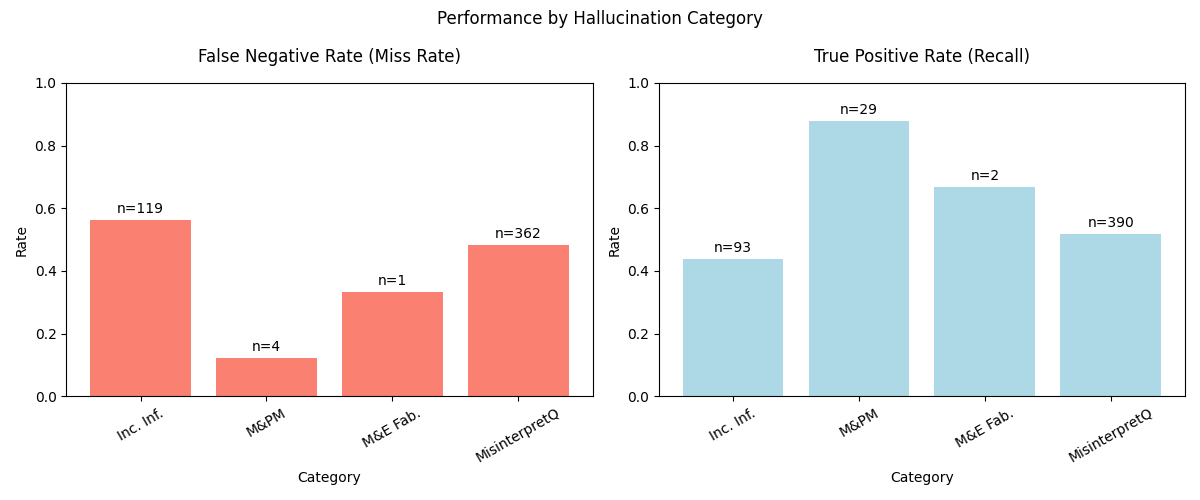 Performance by Hallucination Category
False Negative Rate (Miss Rate)
1.0
0.8
0.6
0.4
0.2
0.0
Rate
n=119
n=4
n=1
n=362
Inc. Inf.
M&PM
M&E Fab.
MisinterpretQ
Category
True Positive Rate (Recall)
1.0
0.8
0.6
0.4
0.2
0.0
Rate
n=93
n=29
n=2
n=390
Inc. Inf.
M&PM
M&E Fab.
MisinterpretQ
Category